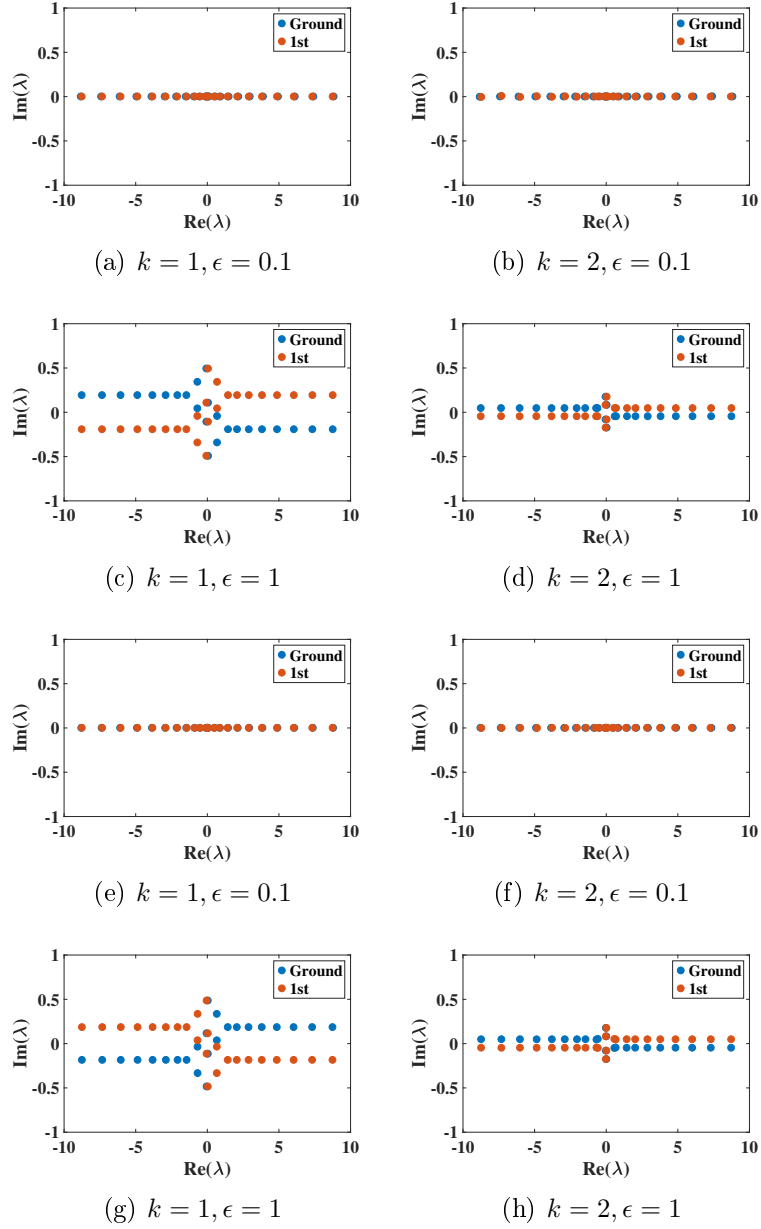 1
0.5
0
-0.5
-1
Im(λ)
-10 -5 0 5 10
Re(λ)
Ground
1st
(a) k = 1, ϵ = 0.1
1
0.5
0
-0.5
-1
Im(λ)
-10 -5 0 5 10
Re(λ)
Ground
1st
(b) k = 2, ϵ = 0.1
1
0.5
0
-0.5
-1
Im(λ)
-10 -5 0 5 10
Re(λ)
Ground
1st
(c) k = 1, ϵ = 1
1
0.5
0
-0.5
-1
Im(λ)
-10 -5 0 5 10
Re(λ)
Ground
1st
(d) k = 2, ϵ = 1
1
0.5
0
-0.5
-1
Im(λ)
-10 -5 0 5 10
Re(λ)
Ground
1st
(e) k = 1, ϵ = 0.1
1
0.5
0
-0.5
-1
Im(λ)
-10 -5 0 5 10
Re(λ)
Ground
1st
(f) k = 2, ϵ = 0.1
1
0.5
0
-0.5
-1
Im(λ)
-10 -5 0 5 10
Re(λ)
Ground
1st
(g) k = 1, ϵ = 1
1
0.5
0
-0.5
-1
Im(λ)
-10 -5 0 5 10
Re(λ)
Ground
1st
(h) k = 2, ϵ = 1